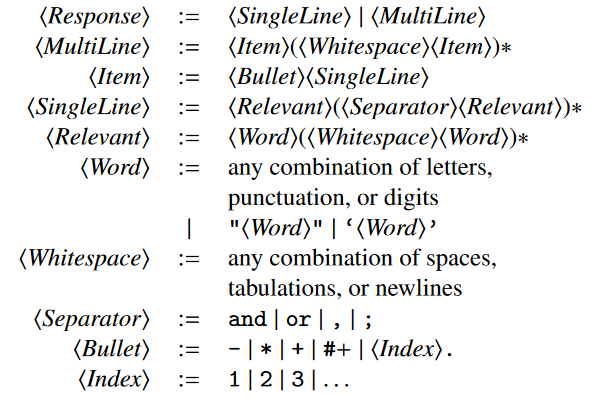 ⟨Response⟩ := ⟨SingleLine⟩ | ⟨MultiLine⟩
⟨MultiLine⟩ := ⟨Item⟩(⟨Whitespace⟩⟨Item⟩)∗
⟨Item⟩ := ⟨Bullet⟩⟨SingleLine⟩
⟨SingleLine⟩ := ⟨Relevant⟩(⟨Separator⟩⟨Relevant⟩)∗
⟨Relevant⟩ := ⟨Word⟩(⟨Whitespace⟩⟨Word⟩)∗
⟨Word⟩ := any combination of letters,
punctuation, or digits
| "⟨Word⟩" | ‘⟨Word⟩’
⟨Whitespace⟩ := any combination of spaces,
tabulations, or newlines
⟨Separator⟩ := and | or | , | ;
⟨Bullet⟩ := - | * | + | #+ | ⟨Index⟩.
⟨Index⟩ := 1 | 2 | 3 | ...